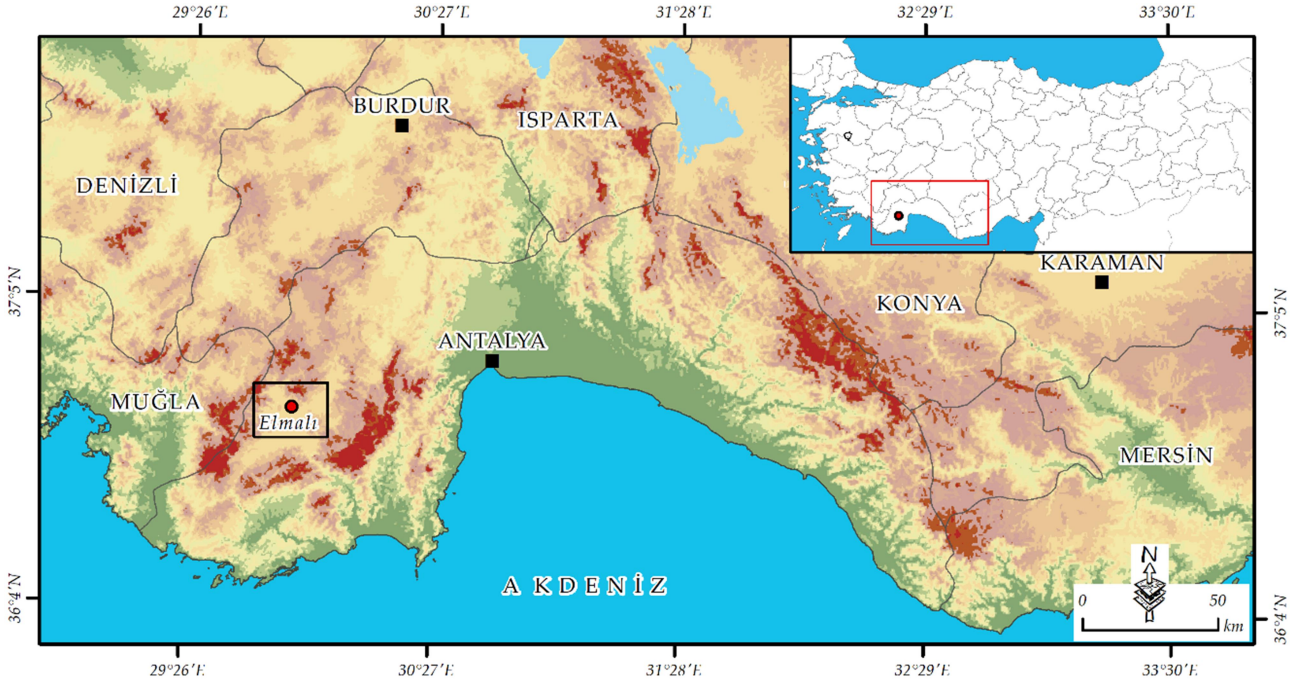 29°26'E 30°27'E 31°28'E 32°29'E 33°30'E
BURDUR
ISPARTA
DENİZLİ
KARAMAN
37°5'N
KONYA
37°5'N
ANTALYA
MUĞLA
Elmalı
MERSİN
N
AKDENİZ
36°4'N
0 50
km
36°4'N
29°26'E 30°27'E 31°28'E 32°29'E 33°30'E